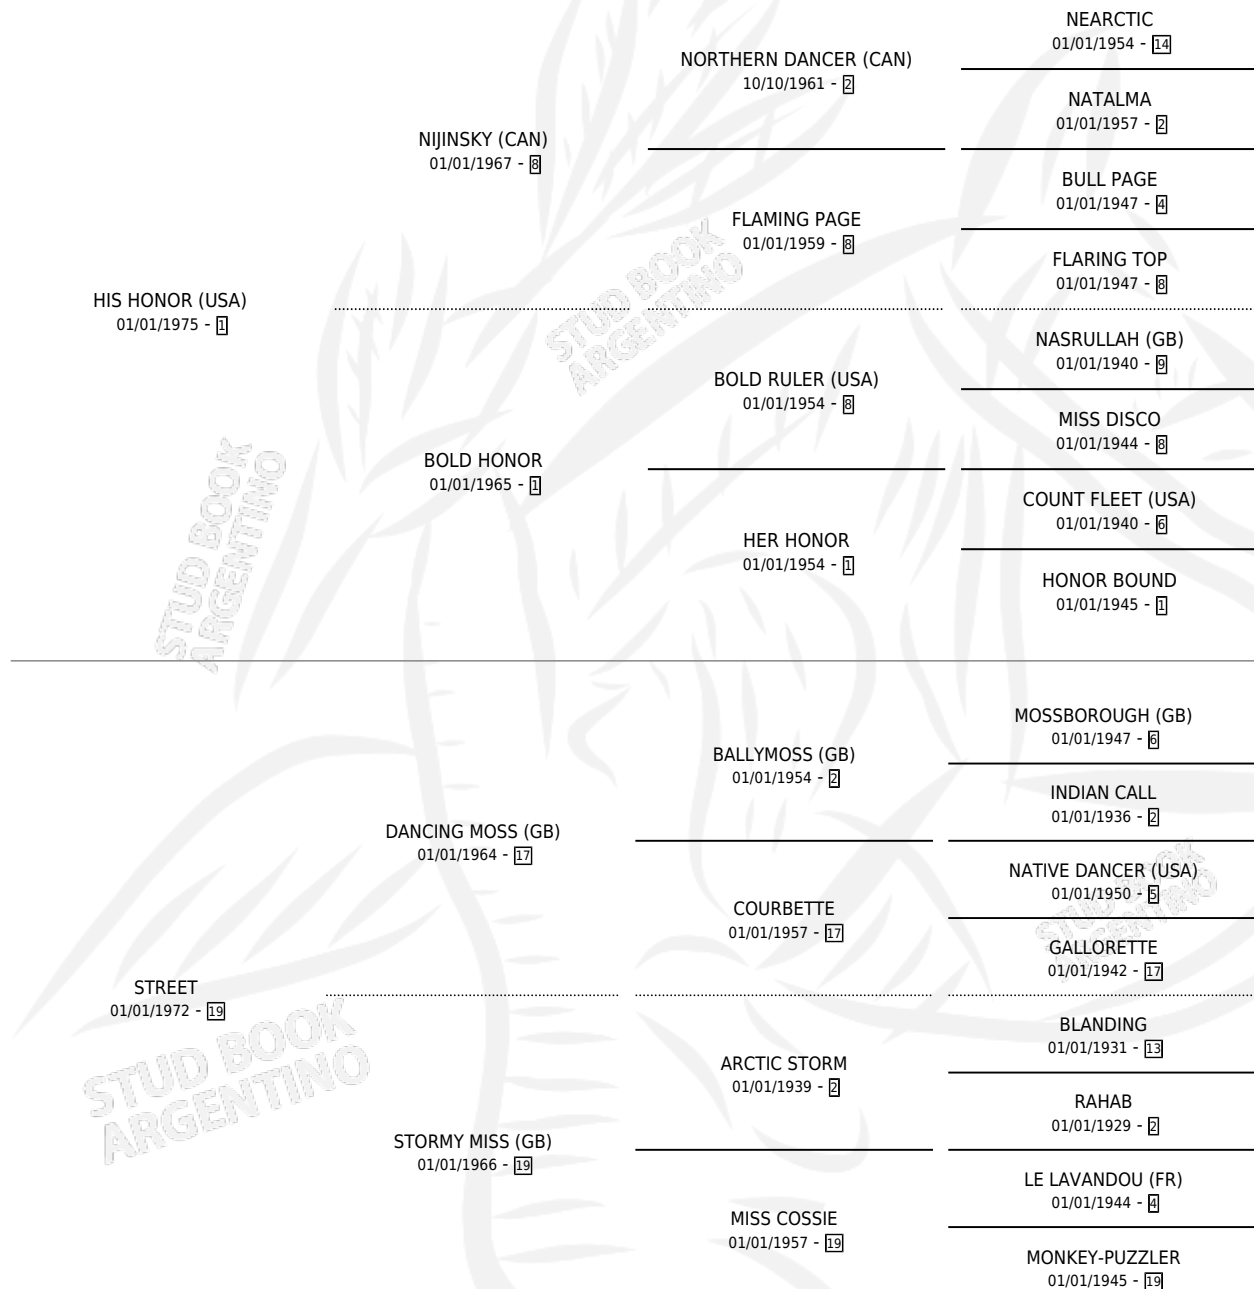 NEARCTIC
01/01/1954 - 14
NORTHERN DANCER (CAN)
10/10/1961 - 2
NATALMA
01/01/1957 - 2
NIJINSKY (CAN)
01/01/1967 - 8
BULL PAGE
01/01/1947 - 4
FLAMING PAGE
01/01/1959 - 8
FLARING TOP
01/01/1947 - 8
HIS HONOR (USA)
01/01/1975 - 1
NASRULLAH (GB)
01/01/1940 - 9
BOLD RULER (USA)
01/01/1954 - 8
MISS DISCO
01/01/1944 - 8
BOLD HONOR
01/01/1965 - 1
COUNT FLEET (USA)
01/01/1940 - 6
HER HONOR
01/01/1954 - 1
HONOR BOUND
01/01/1945 - 1
STUD BOOK
ARGENTINO
STUD BOOK
ARGENTINO
MOSSBOROUGH (GB)
01/01/1947 - 6
BALLYMOSS (GB)
01/01/1954 - 2
INDIAN CALL
01/01/1936 - 2
DANCING MOSS (GB)
01/01/1964 - 17
NATIVE DANCER (USA)
01/01/1950 - 5
COURBETTE
01/01/1957 - 17
GALLORETTE
01/01/1942 - 17
STREET
01/01/1972 - 19
BLANDING
01/01/1931 - 13
ARCTIC STORM
01/01/1939 - 2
RAHAB
01/01/1929 - 2
STORMY MISS (GB)
01/01/1966 - 19
LE LAVANDOU (FR)
01/01/1944 - 4
MISS COSSIE
01/01/1957 - 19
MONKEY-PUZZLER
01/01/1945 - 19
STUD BOOK
ARGENTINO
STUD BOOK
ARGENTINO